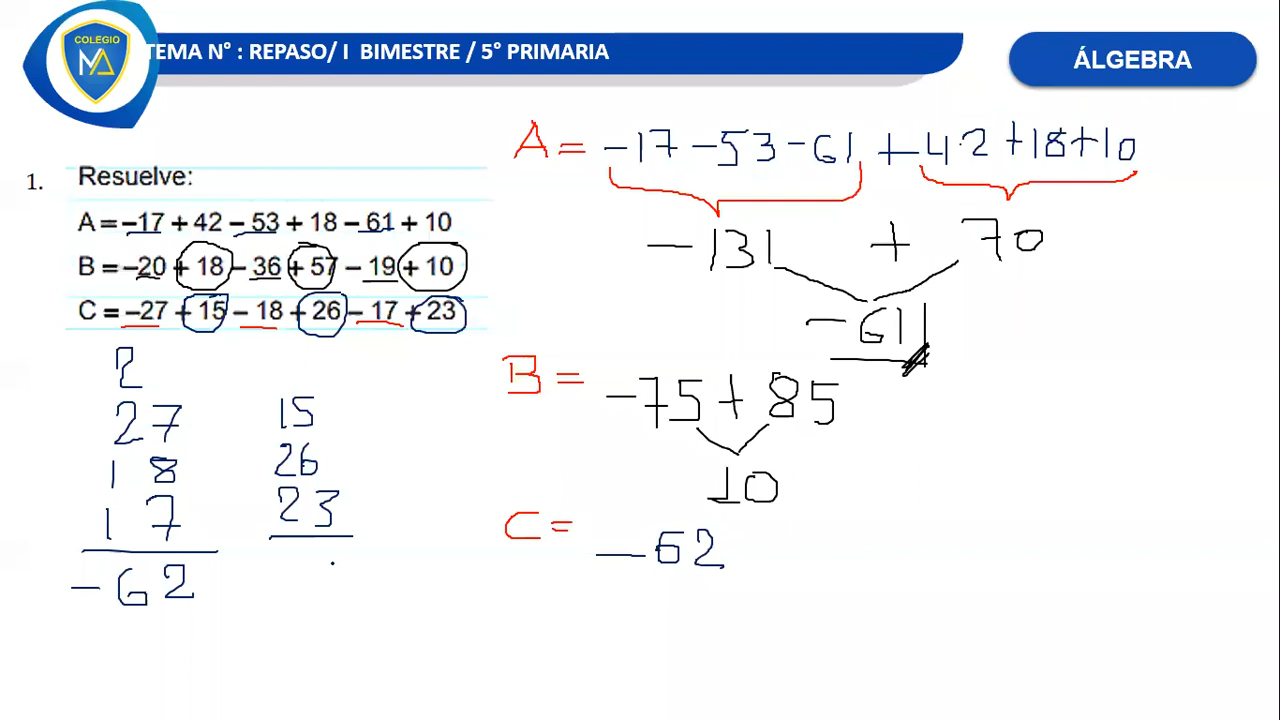 COLEGIO
MA
TEMA N° : REPASO/ I BIMESTRE / 5° PRIMARIA
ÁLGEBRA
1. Resuelve:
A = –17 + 42 – 53 + 18 – 61 + 10
B = –20 + 18 – 36 + 57 – 19 + 10
C = –27 + 15 – 18 + 26 – 17 + 23
2
27
18
17
–62
15
26
23
A = –17 –53 –61 +42 +18 +10
–131 + 70
–61
B = –75 + 85
10
C = –62